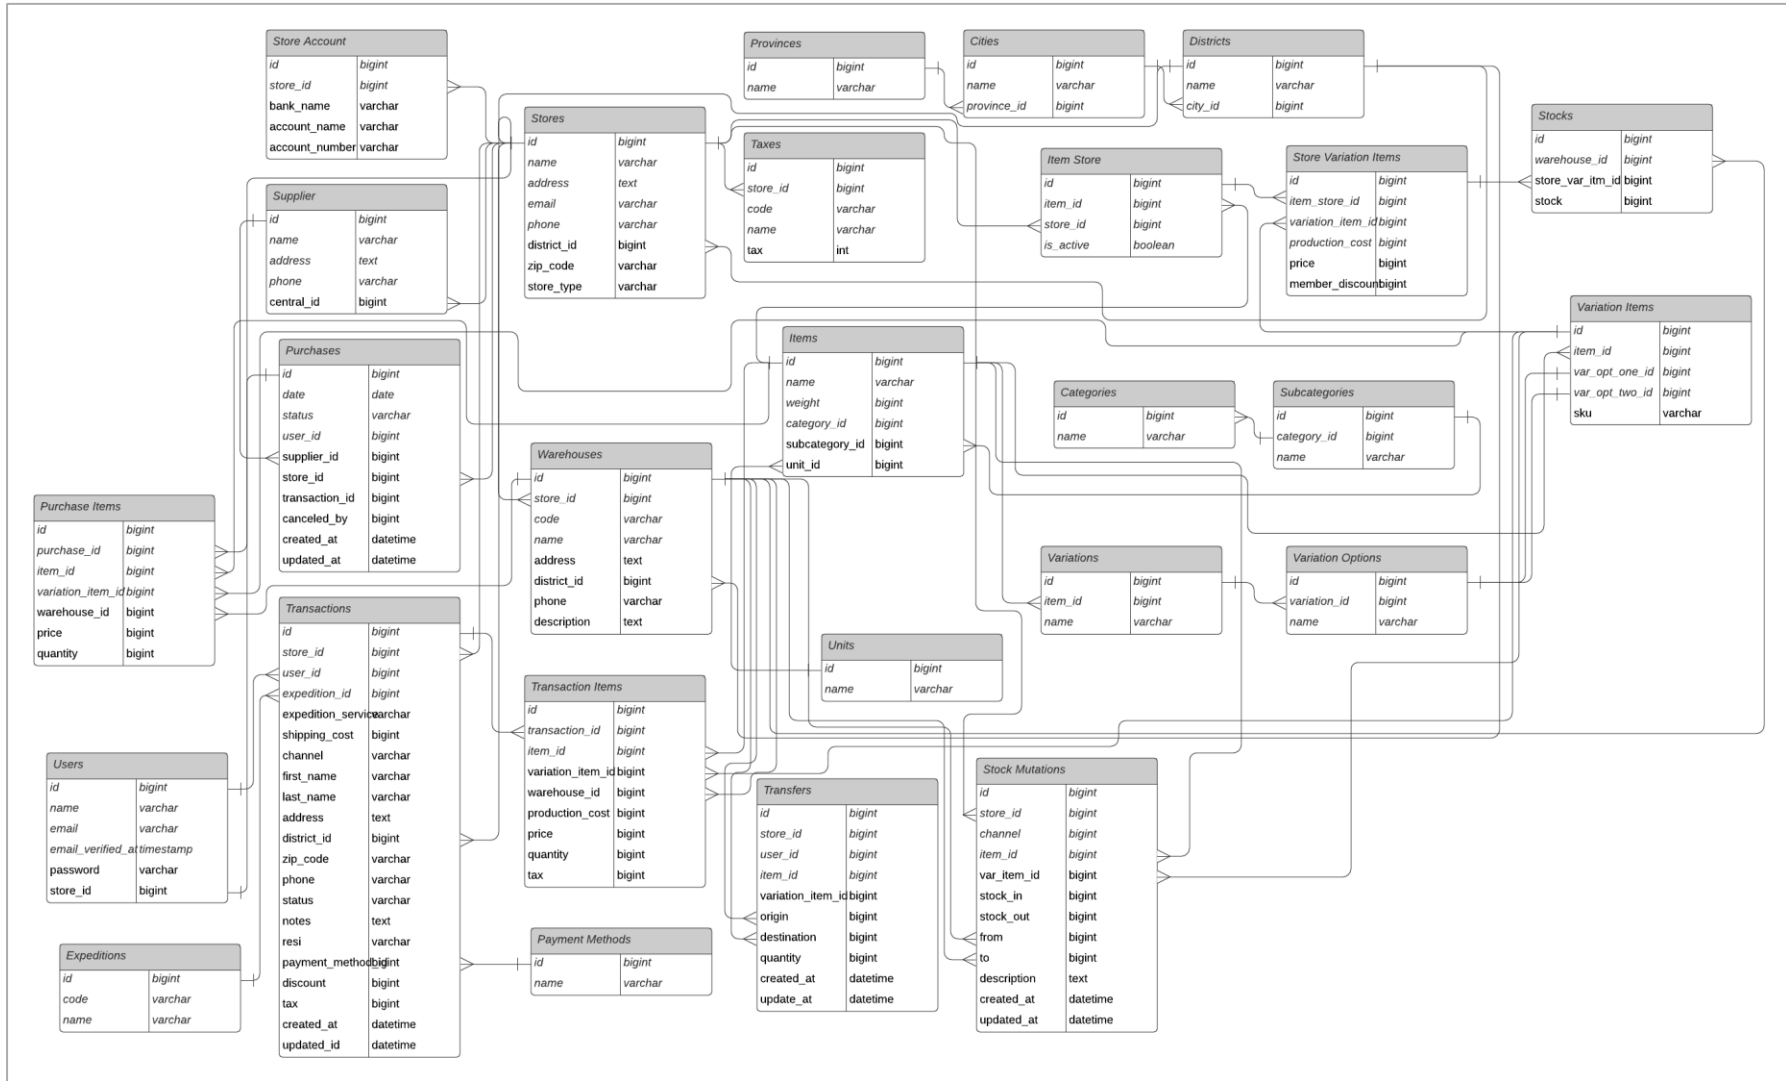 Store Account
id bigint
store_id bigint
bank_name varchar
account_name varchar
account_number varchar
Provinces
id bigint
name varchar
Cities
id bigint
name varchar
province_id bigint
Districts
id bigint
name varchar
city_id bigint
Stores
id bigint
name varchar
address text
email varchar
phone varchar
district_id bigint
zip_code varchar
store_type varchar
Taxes
id bigint
store_id bigint
code varchar
name varchar
tax int
Item Store
id bigint
item_id bigint
store_id bigint
is_active boolean
Store Variation Items
id bigint
item_store_id bigint
variation_item_id bigint
production_cost bigint
price bigint
member_discount bigint
Stocks
id bigint
warehouse_id bigint
store_var_itm_id bigint
stock bigint
Supplier
id bigint
name varchar
address text
phone varchar
central_id bigint
Variation Items
id bigint
item_id bigint
var_opt_one_id bigint
var_opt_two_id bigint
sku varchar
Purchases
id bigint
date date
status varchar
user_id bigint
supplier_id bigint
store_id bigint
transaction_id bigint
canceled_by bigint
created_at datetime
updated_at datetime
Items
id bigint
name varchar
weight bigint
category_id bigint
subcategory_id bigint
unit_id bigint
Categories
id bigint
name varchar
Subcategories
id bigint
category_id bigint
name varchar
Warehouses
id bigint
store_id bigint
code varchar
name varchar
address text
district_id bigint
phone varchar
description text
Purchase Items
id bigint
purchase_id bigint
item_id bigint
variation_item_id bigint
warehouse_id bigint
price bigint
quantity bigint
Variations
id bigint
item_id bigint
name varchar
Variation Options
id bigint
variation_id bigint
name varchar
Transactions
id bigint
store_id bigint
user_id bigint
expedition_id bigint
expedition_service varchar
shipping_cost bigint
channel varchar
first_name varchar
last_name varchar
address text
district_id bigint
zip_code varchar
phone varchar
status varchar
notes text
resi varchar
payment_method_id bigint
discount bigint
tax bigint
created_at datetime
updated_id datetime
Units
id bigint
name varchar
Transaction Items
id bigint
transaction_id bigint
item_id bigint
variation_item_id bigint
warehouse_id bigint
production_cost bigint
price bigint
quantity bigint
tax bigint
Users
id bigint
name varchar
email varchar
email_verified_at timestamp
password varchar
store_id bigint
Transfers
id bigint
store_id bigint
user_id bigint
item_id bigint
variation_item_id bigint
origin bigint
destination bigint
quantity bigint
created_at datetime
update_at datetime
Stock Mutations
id bigint
store_id bigint
channel bigint
item_id bigint
var_item_id bigint
stock_in bigint
stock_out bigint
from bigint
to bigint
description text
created_at datetime
updated_at datetime
Expeditions
id bigint
code varchar
name varchar
Payment Methods
id bigint
name varchar